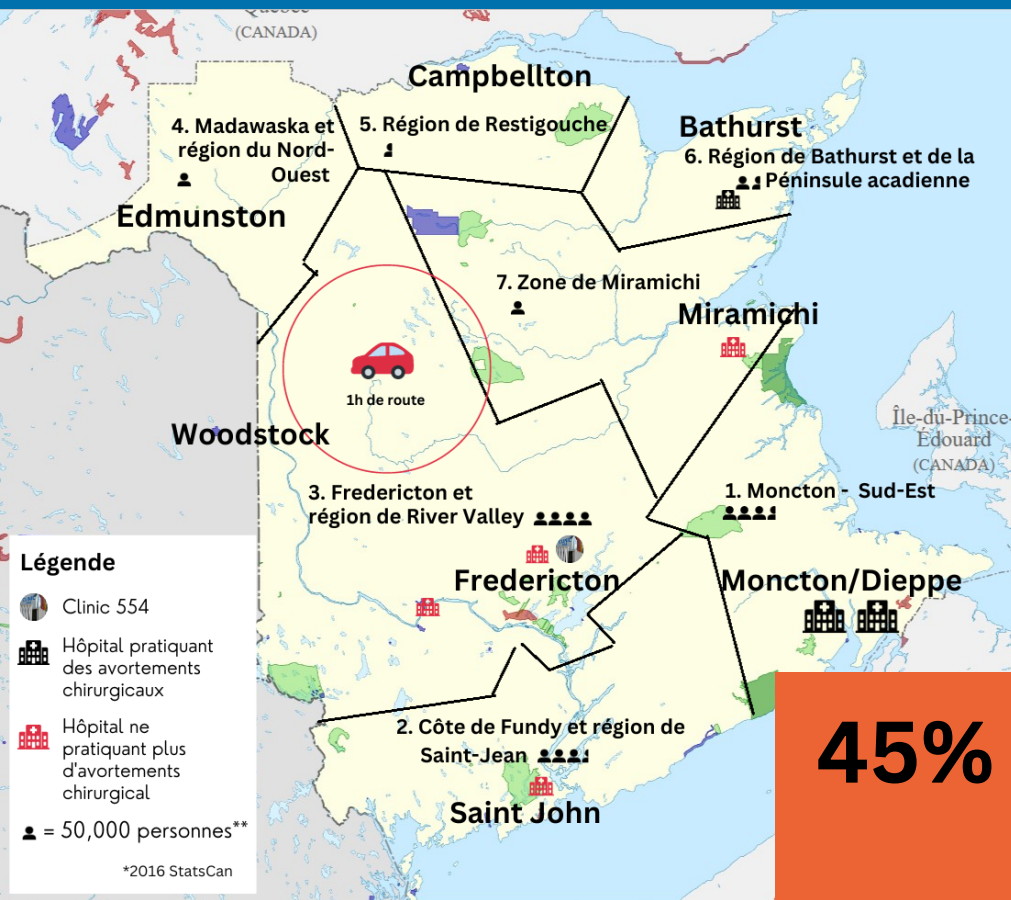 Québec
(CANADA)
Campbellton
4. Madawaska et
région du Nord-
Ouest
5. Région de Restigouche
Bathurst
6. Région de Bathurst et de la
Péninsule acadienne
Edmunston
7. Zone de Miramichi
Miramichi
1h de route
Woodstock
Île-du-Prince-
Édouard
(CANADA)
3. Fredericton et
région de River Valley
1. Moncton - Sud-Est
Fredericton
Moncton/Dieppe
2. Côte de Fundy et région de
Saint-Jean
Saint John
Légende
Clinic 554
Hôpital pratiquant
des avortements
chirurgicaux
Hôpital ne
pratiquant plus
d'avortements
chirurgical
= 50,000 personnes**
*2016 StatsCan
45%